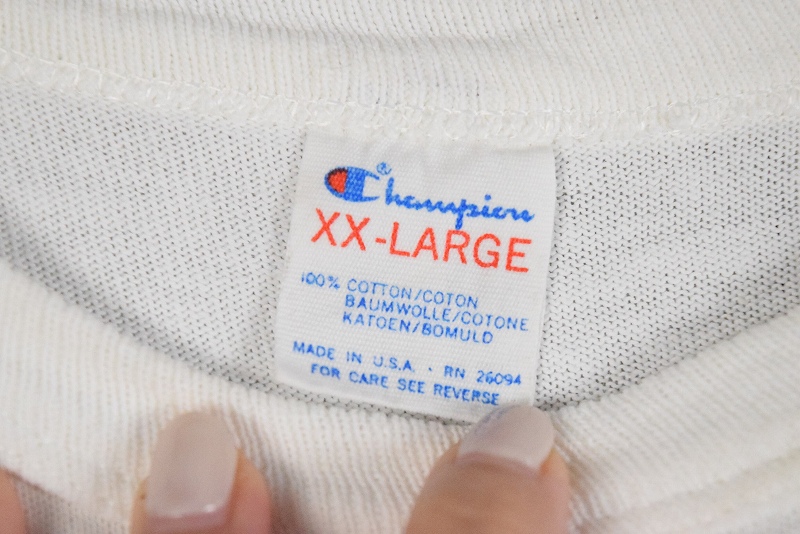 Champion®
XX-LARGE
100% COTTON/COTON
BAUMWOLLE/COTONE
KATOEN/BOMULD
MADE IN U.S.A. · RN 26094
FOR CARE SEE REVERSE